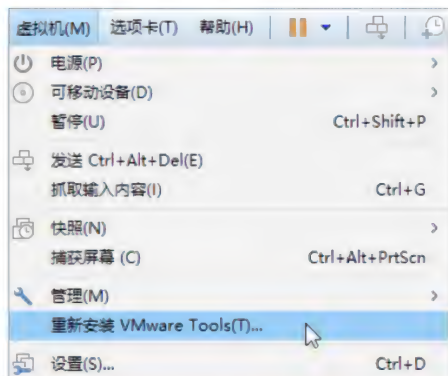 虚拟机(M) 选项卡(T) 帮助(H)
电源(P)
可移动设备(D)
暂停(U) Ctrl+Shift+P
发送 Ctrl+Alt+Del(E)
抓取输入内容(I) Ctrl+G
快照(N)
捕获屏幕 (C) Ctrl+Alt+PrtScn
管理(M)
重新安装 VMware Tools(T)...
设置(S)... Ctrl+D